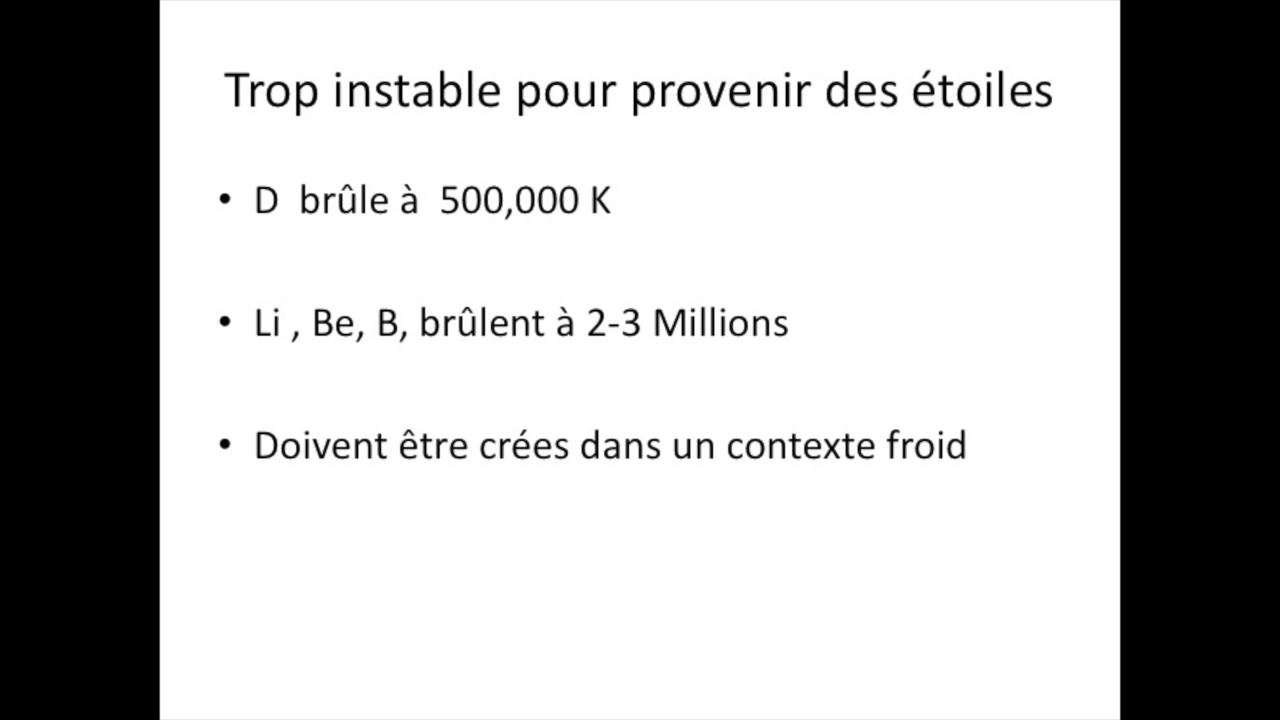 Trop instable pour provenir des étoiles
• D  brûle à  500,000 K
• Li , Be, B, brûlent à 2-3 Millions
• Doivent être crées dans un contexte froid